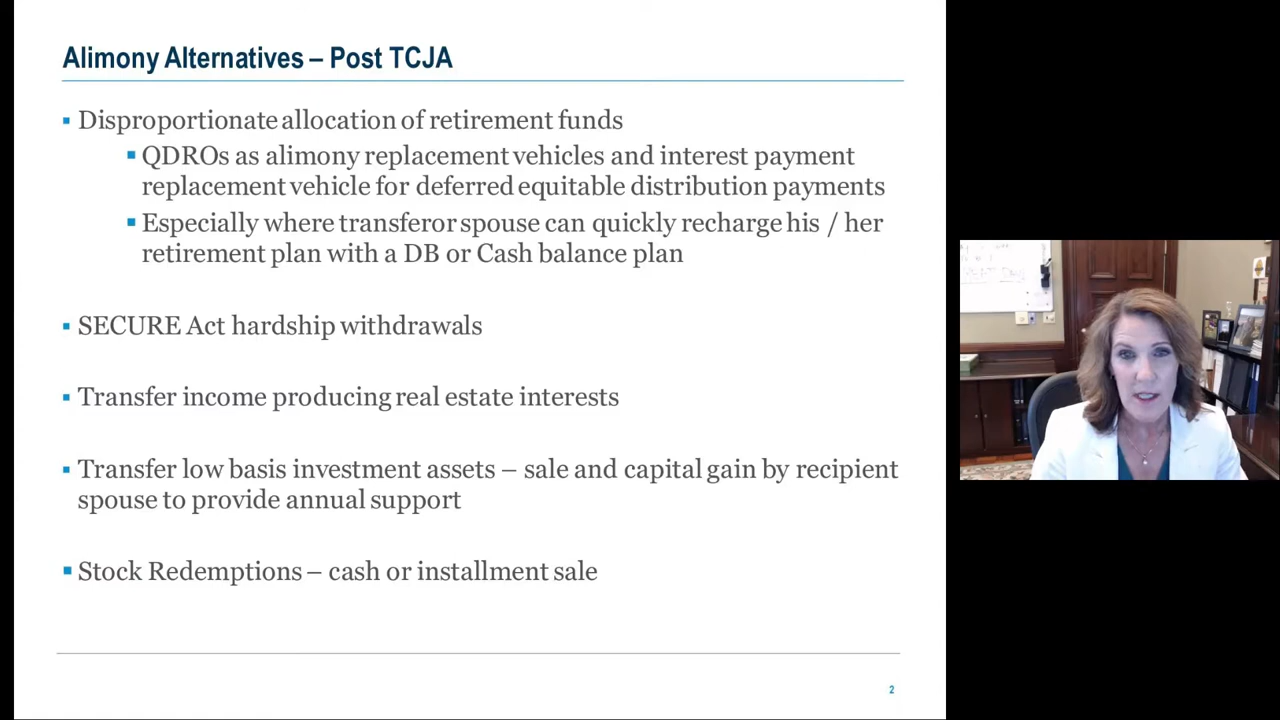 Alimony Alternatives – Post TCJA
▪ Disproportionate allocation of retirement funds
▪ QDROs as alimony replacement vehicles and interest payment
replacement vehicle for deferred equitable distribution payments
▪ Especially where transferor spouse can quickly recharge his / her
retirement plan with a DB or Cash balance plan
▪ SECURE Act hardship withdrawals
▪ Transfer income producing real estate interests
▪ Transfer low basis investment assets – sale and capital gain by recipient
spouse to provide annual support
▪ Stock Redemptions – cash or installment sale
2